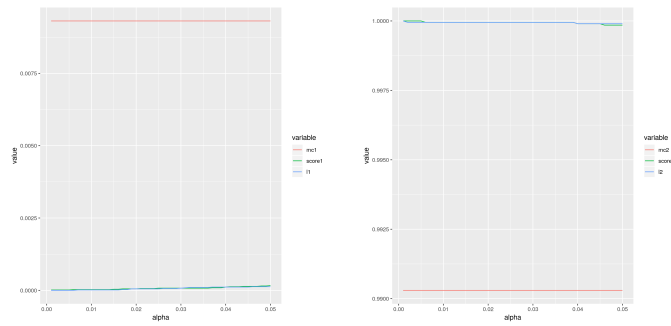 0.0075
0.0050
0.0025
0.0000
0.00
0.01
0.02
0.03
0.04
0.05
alpha
value
variable
mc1
score1
l1
1.0000
0.9975
0.9950
0.9925
0.9900
0.00
0.01
0.02
0.03
0.04
0.05
alpha
value
variable
mc2
score
l2